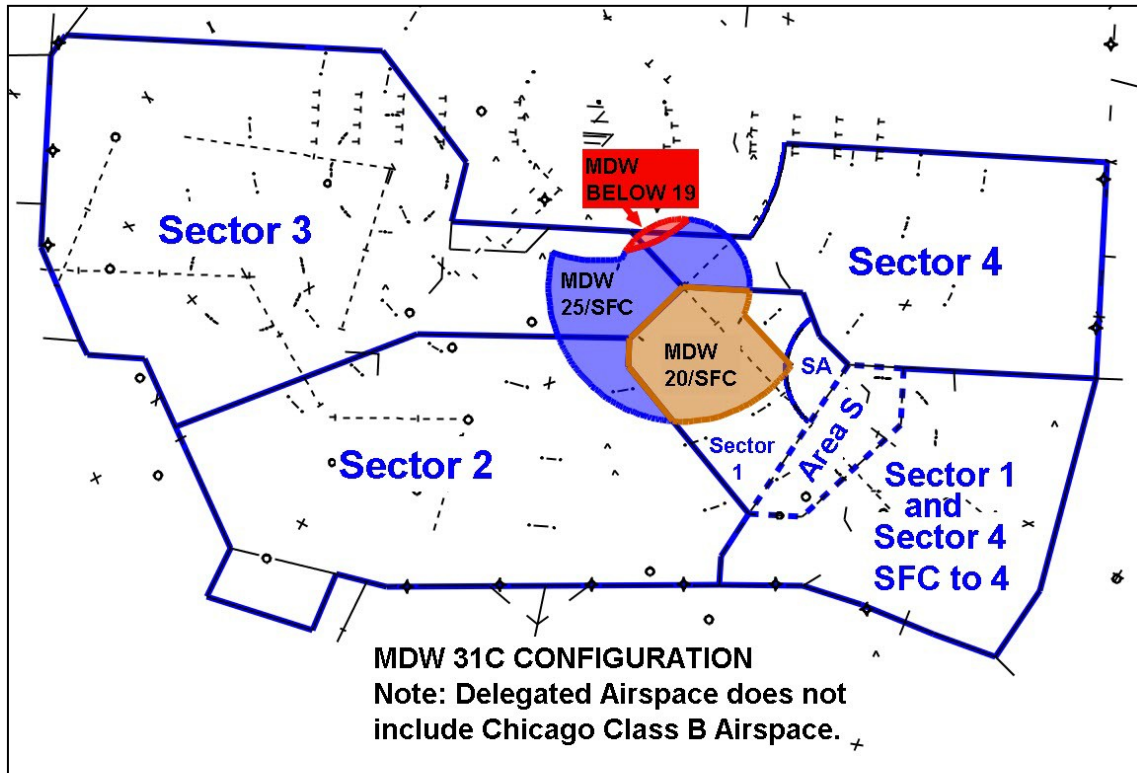 MDW
BELOW 19
Sector 3
Sector 4
MDW
25/SFC
MDW
20/SFC
SA
Area S
Sector 2
Sector
1
Sector 1
and
Sector 4
SFC to 4
MDW 31C CONFIGURATION
Note: Delegated Airspace does not
include Chicago Class B Airspace.